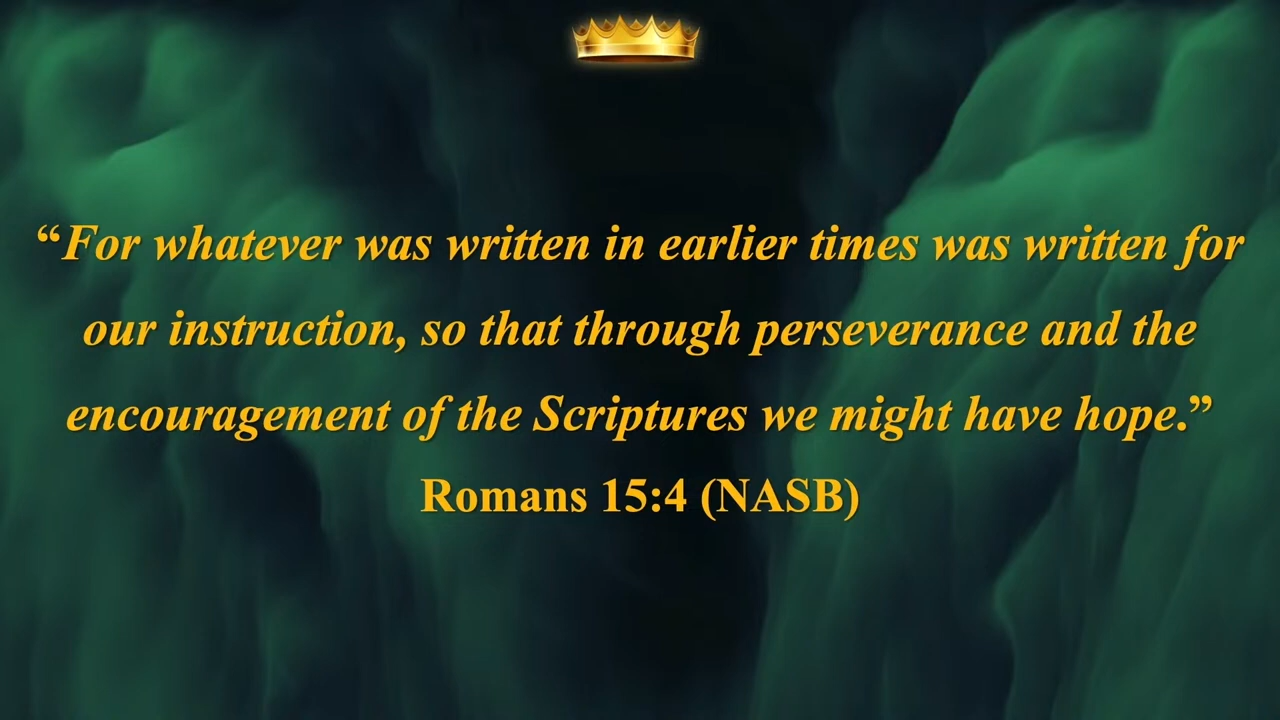 “For whatever was written in earlier times was written for
our instruction, so that through perseverance and the
encouragement of the Scriptures we might have hope.”
Romans 15:4 (NASB)